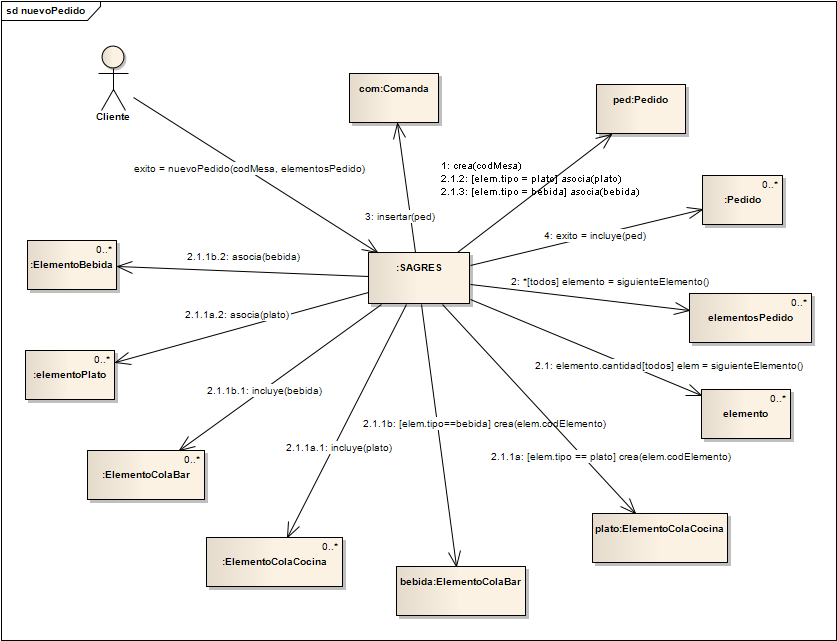 sd nuevoPedido
Cliente
com:Comanda
ped:Pedido
exito = nuevoPedido(codMesa, elementosPedido)
1: crea(codMesa)
2.1.2: [elem.tipo = plato] asocia(plato)
2.1.3: [elem.tipo = bebida] asocia(bebida)
0..*
:Pedido
3: insertar(ped)
4: exito = incluye(ped)
0..*
:ElementoBebida
2.1.1b.2: asocia(bebida)
:SAGRES
2: *[todos] elemento = siguienteElemento()
0..*
elementosPedido
2.1.1a.2: asocia(plato)
0..*
:elementoPlato
2.1: elemento.cantidad[todos] elem = siguienteElemento()
2.1.1b.1: incluye(bebida)
0..*
elemento
2.1.1b: [elem.tipo==bebida] crea(elem.codElemento)
2.1.1a.1: incluye(plato)
2.1.1a: [elem.tipo == plato] crea(elem.codElemento)
0..*
:ElementoColaBar
plato:ElementoColaCocina
0..*
:ElementoColaCocina
bebida:ElementoColaBar